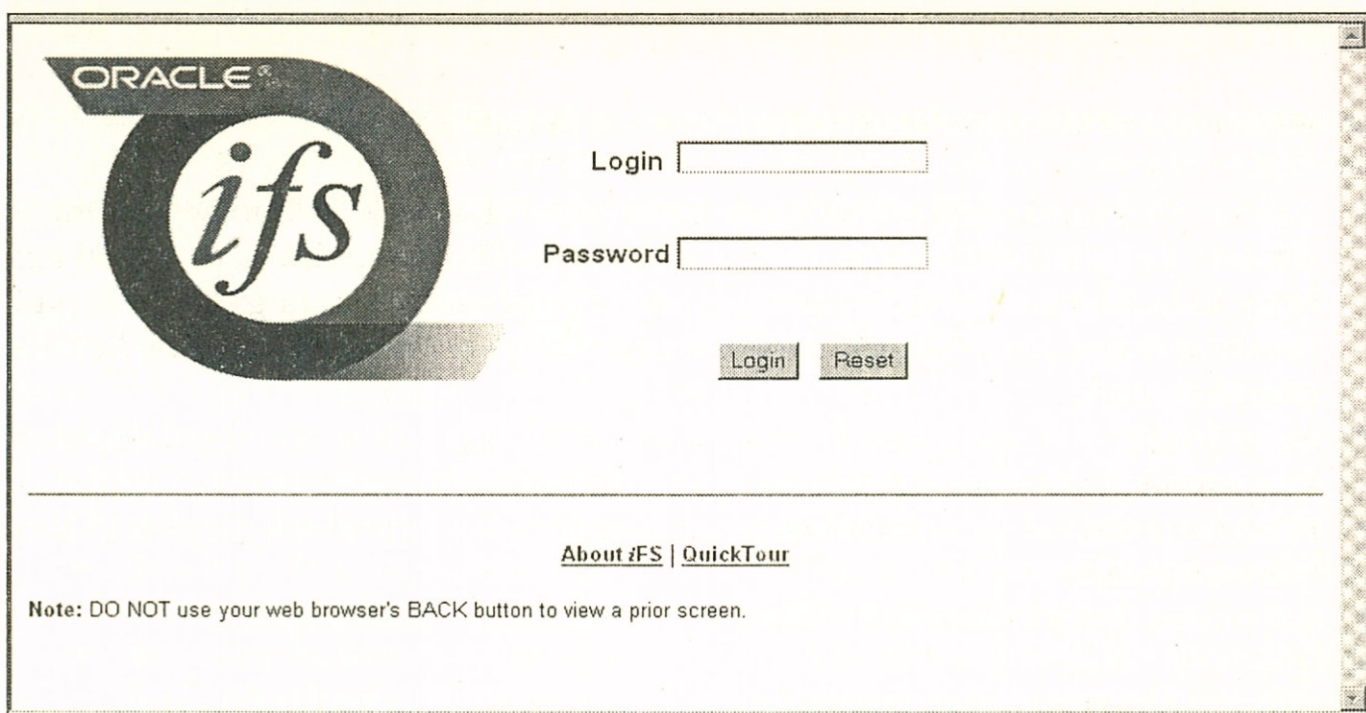 ORACLE®
ifs
Login
Password
Login Reset
About iFS | QuickTour
Note: DO NOT use your web browser's BACK button to view a prior screen.